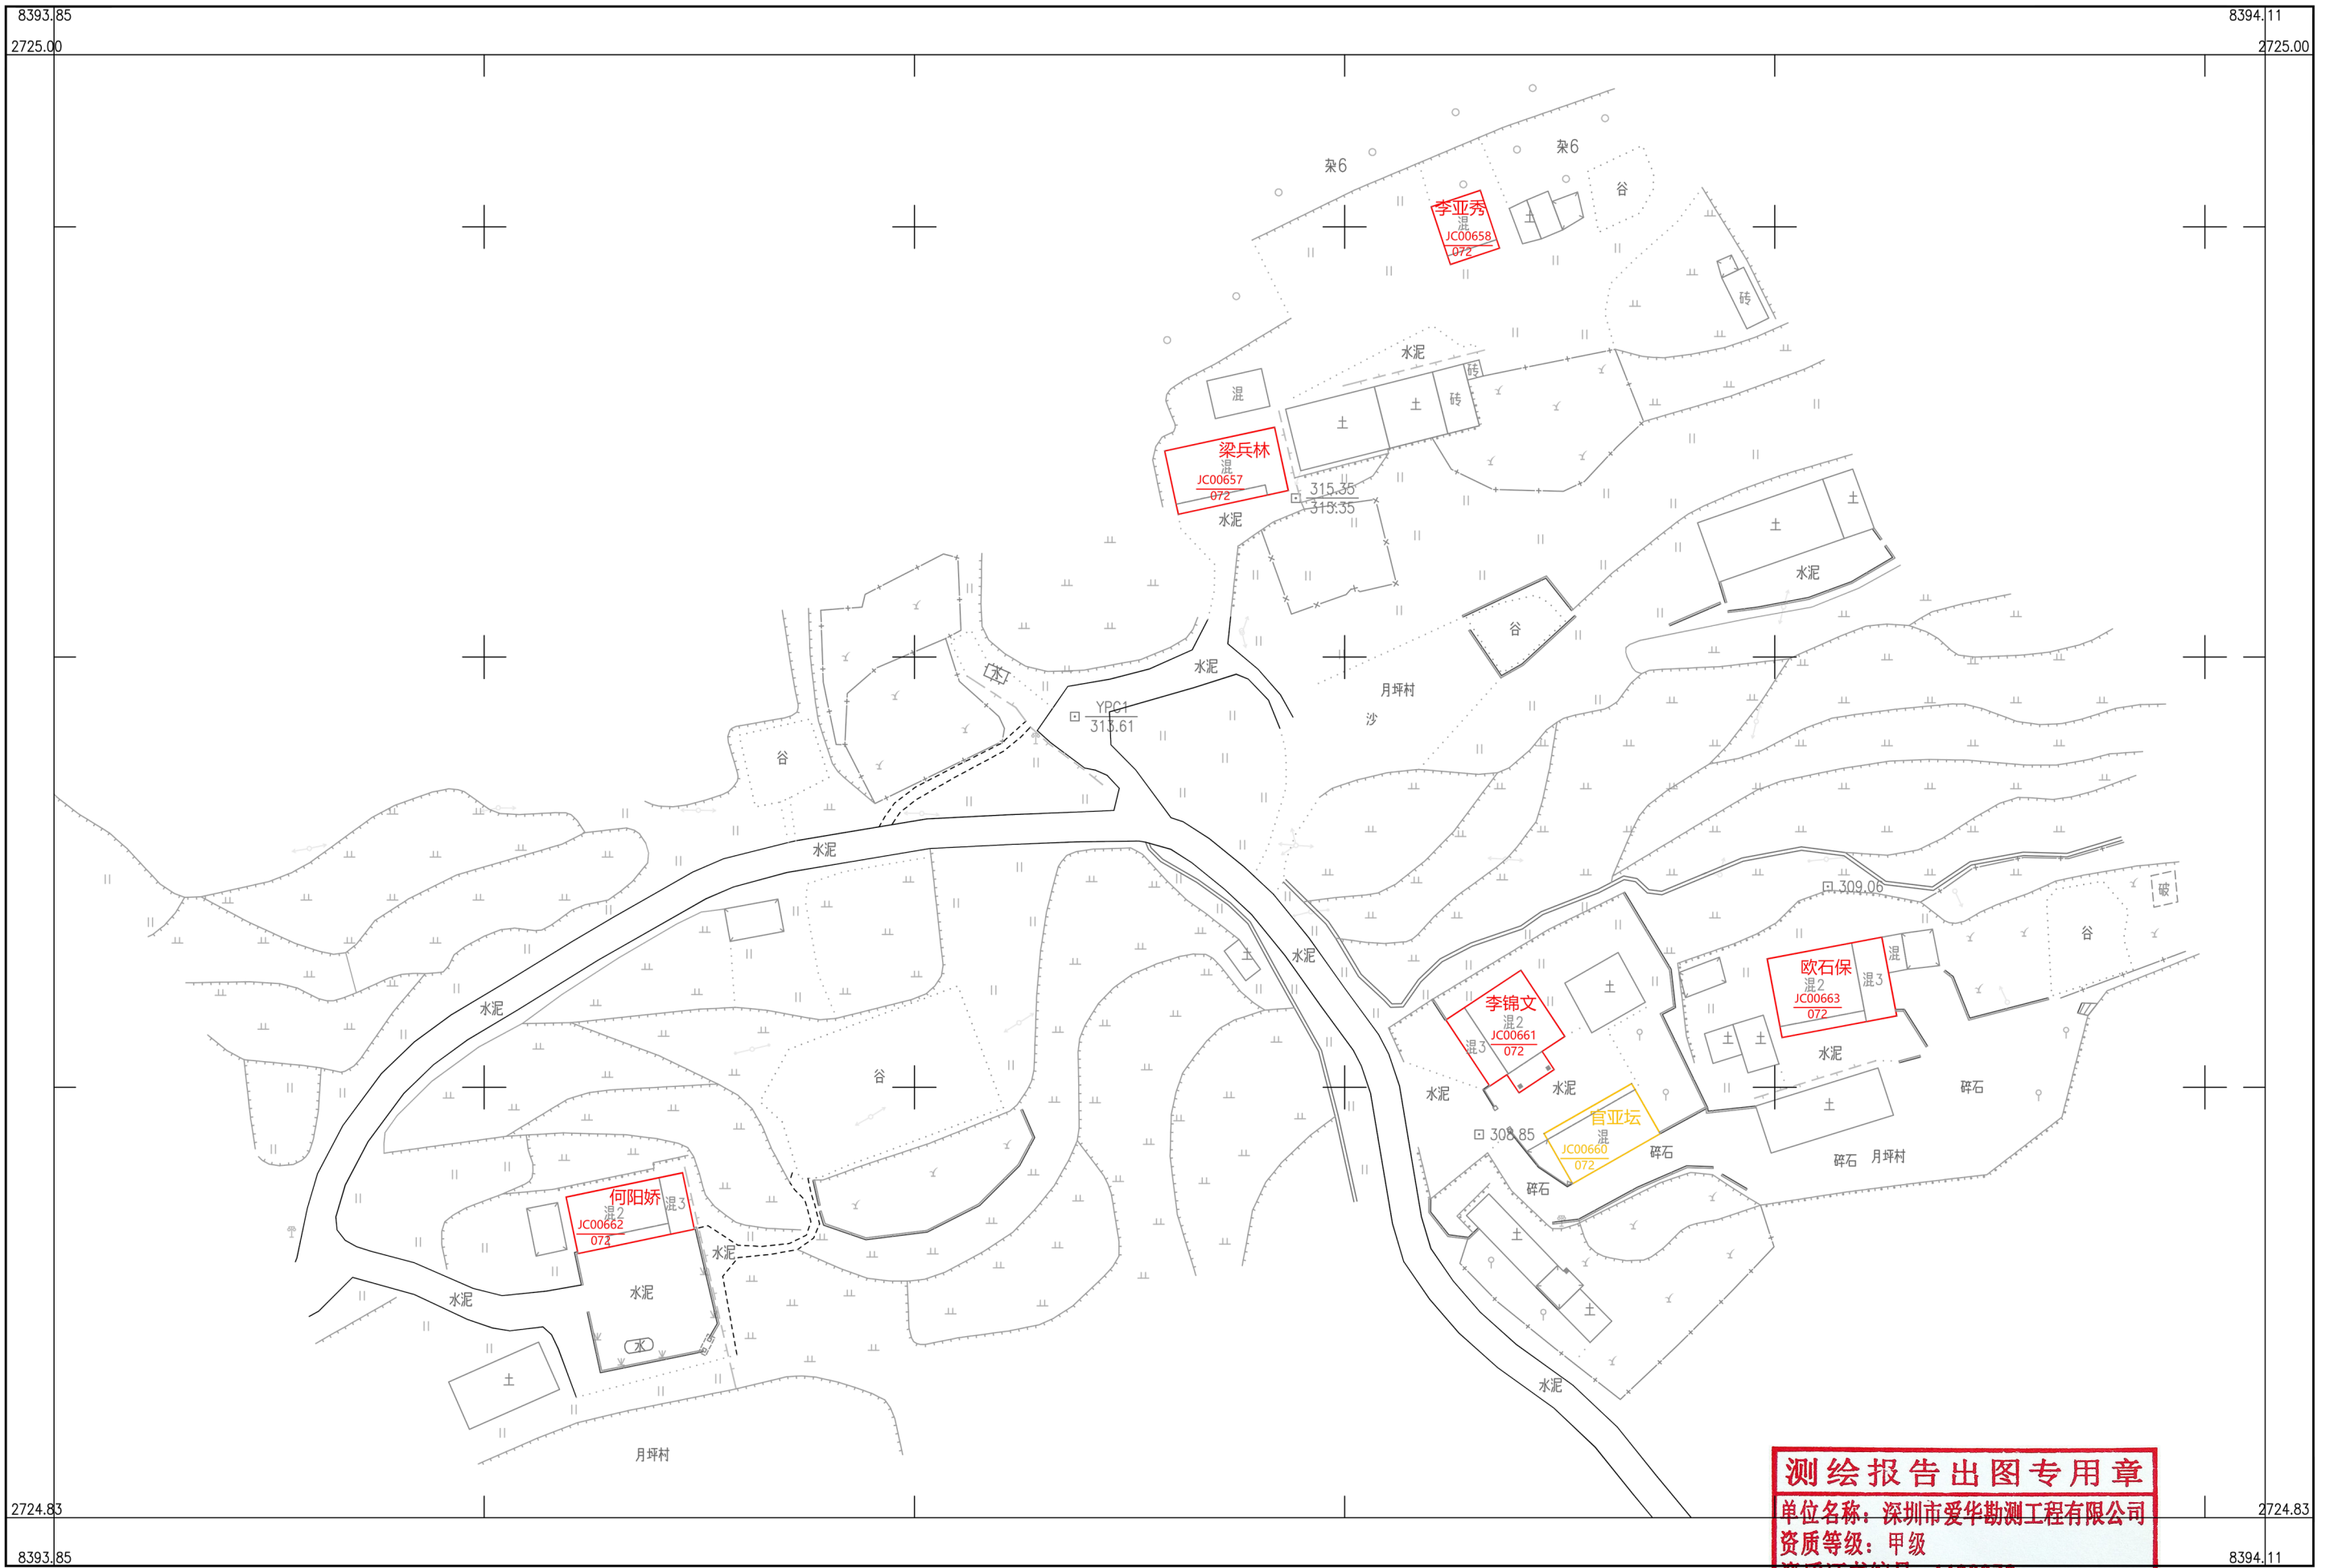 8393.85
8394.11
2725.00
2725.00
杂6
杂6
谷
李亚秀
混
土
JC00658
072
砖
水泥
砖
混
砖
土
土
梁兵林
混
JC00657
072
315.35
315.35
水泥
土
土
水泥
谷
水
水泥
月坪村
沙
YPG1
313.61
谷
水泥
309.06
破
谷
水泥
土
水泥
土
欧石保
混2
混3
混
JC00663
072
李锦文
混2
混3
JC00661
072
土
土
水泥
谷
水泥
水泥
碎石
土
官亚坛
混
JC00660
072
308.85
碎石
碎石
月坪村
碎石
何阳娇
混2
混3
JC00662
072
水泥
土
水泥
水泥
土
水
土
水泥
月坪村
测绘报告出图专用章
单位名称：深圳市爱华勘测工程有限公司
资质等级：甲级
2724.83
2724.83
8393.85
8394.11